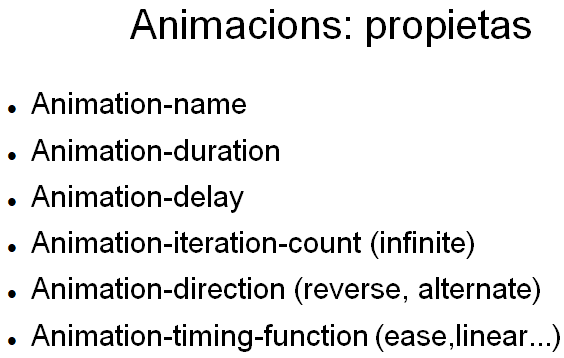 Animacions: propietas
● Animation-name
● Animation-duration
● Animation-delay
● Animation-iteration-count (infinite)
● Animation-direction (reverse, alternate)
● Animation-timing-function (ease,linear...)